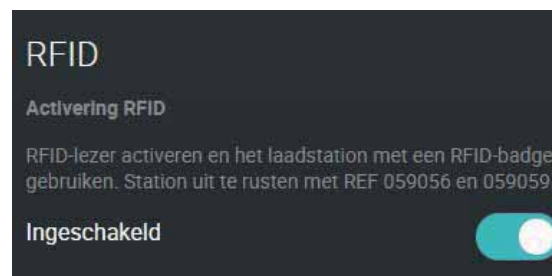 RFID
Activering RFID
RFID-lezer activeren en het laadstation met een RFID-badge
gebruiken. Station uit te rusten met REF 059056 en 059059
Ingeschakeld